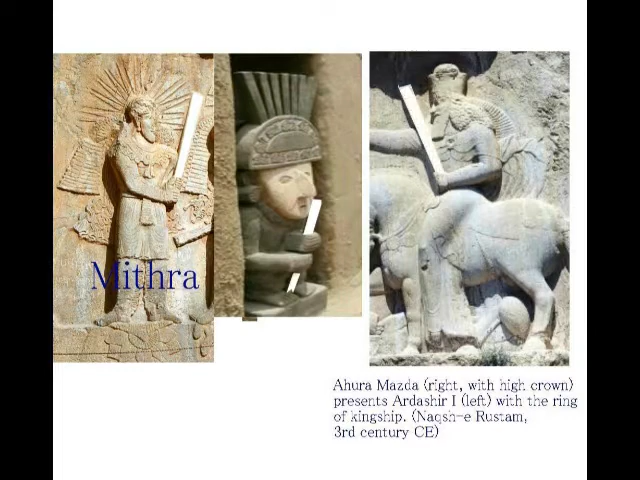 Mithra
Ahura Mazda (right, with high crown)
presents Ardashir I (left) with the ring
of kingship. (Naqsh-e Rustam,
3rd century CE)